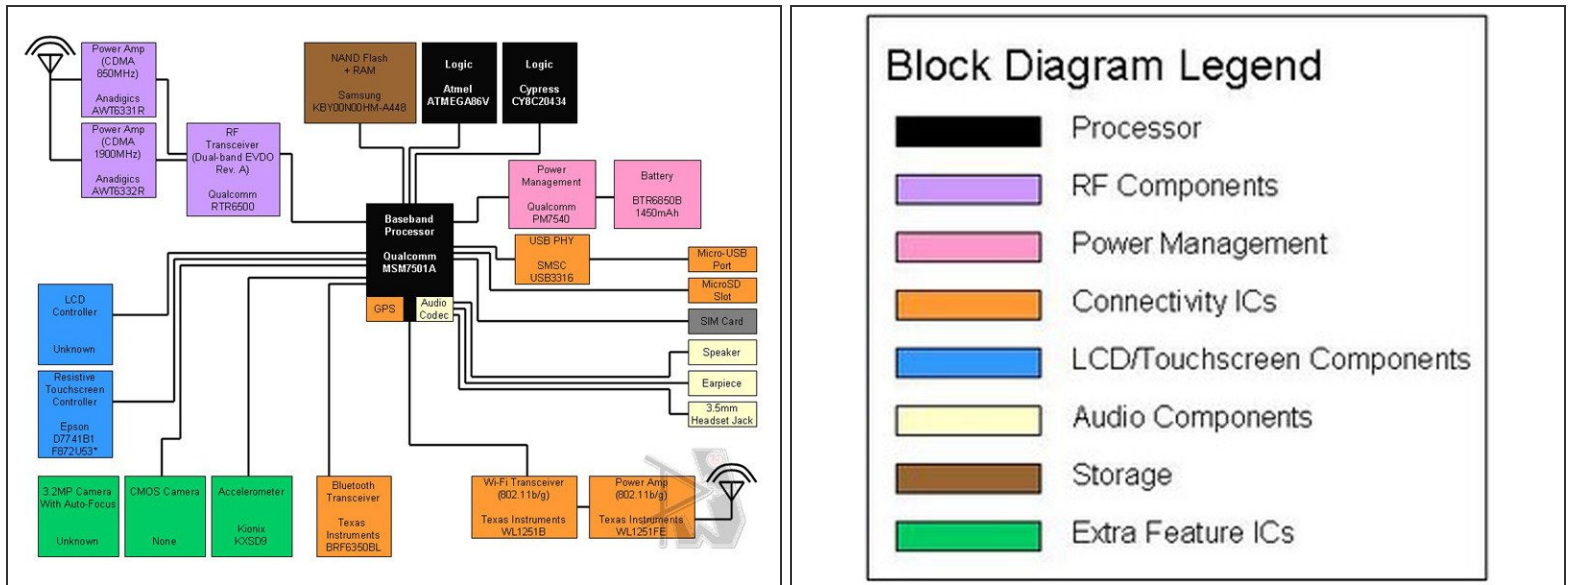 Power Amp
(CDMA
850MHz)
Anadigics
AWT6331R
Power Amp
(CDMA
1900MHz)
Anadigics
AWT6332R
RF
Transceiver
(Dual-band EVDO
Rev. A)
Qualcomm
RTR6500
NAND Flash
+ RAM
Samsung
KBY00N00HM-A448
Logic
Atmel
ATMEGA86V
Logic
Cypress
CY8C20434
Power
Management
Qualcomm
PM7540
Battery
BTR6850B
1450mAh
Baseband
Processor
Qualcomm
MSM7501A
GPS
Audio
Codec
USB PHY
SMSC
USB3316
Micro-USB
Port
MicroSD
Slot
SIM Card
Speaker
Earpiece
3.5mm
Headset Jack
LCD
Controller
Unknown
Resistive
Touchscreen
Controller
Epson
D7741B1
F872U53*
3.2MP Camera
With Auto-Focus
Unknown
CMOS Camera
None
Accelerometer
Kionix
KXSD9
Bluetooth
Transceiver
Texas
Instruments
BRF6350BL
Wi-Fi Transceiver
(802.11b/g)
Texas Instruments
WL1251B
Power Amp
(802.11b/g)
Texas Instruments
WL1251FE
Block Diagram Legend
Processor
RF Components
Power Management
Connectivity ICs
LCD/Touchscreen Components
Audio Components
Storage
Extra Feature ICs